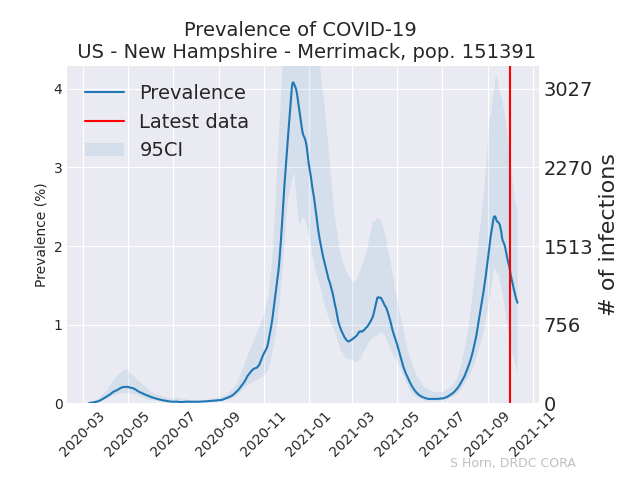 Prevalence of COVID-19
US - New Hampshire - Merrimack, pop. 151391
Prevalence
Latest data
95CI
Prevalence (%)
4
3
2
1
0
3027
2270
1513
756
0
# of infections
2020-03
2020-05
2020-07
2020-09
2020-11
2021-01
2021-03
2021-05
2021-07
2021-09
2021-11
S Horn, DRDC CORA